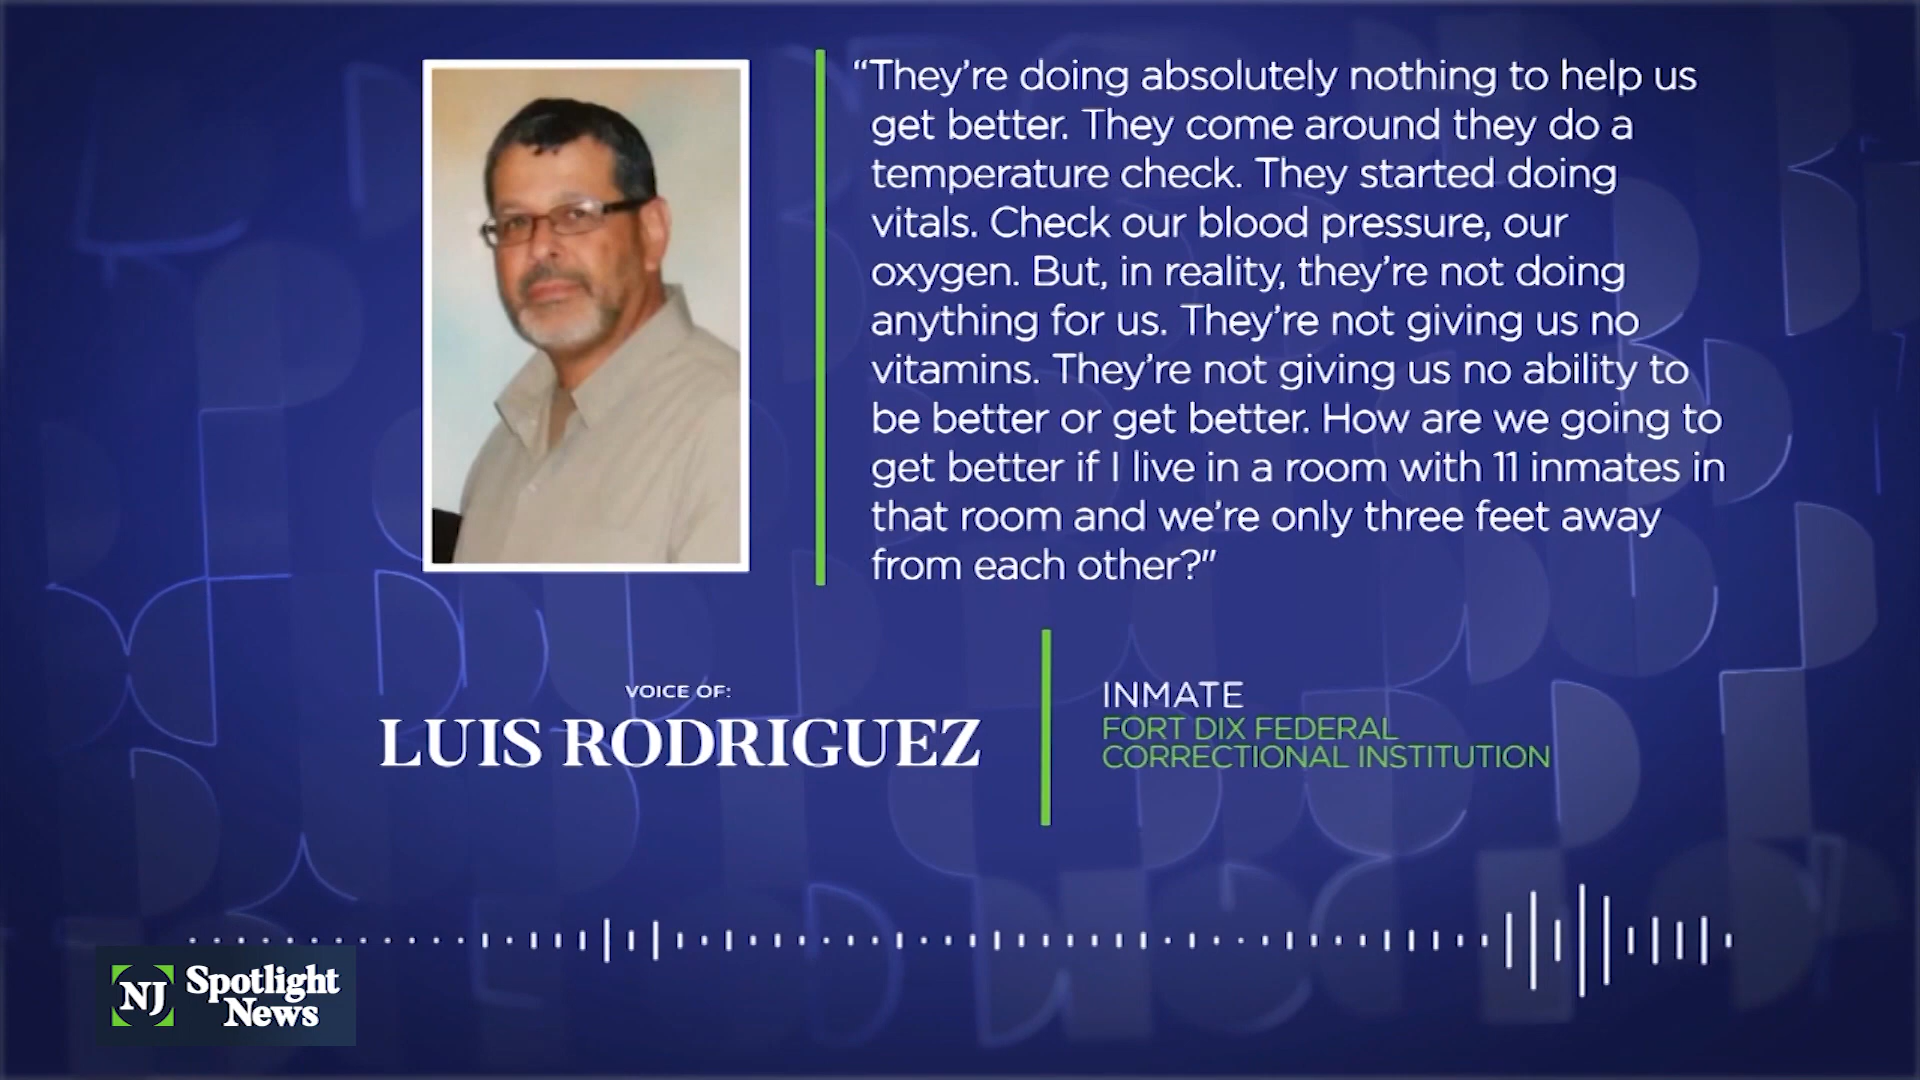 “They’re doing absolutely nothing to help us
get better. They come around they do a
temperature check. They started doing
vitals. Check our blood pressure, our
oxygen. But, in reality, they’re not doing
anything for us. They’re not giving us no
vitamins. They’re not giving us no ability to
be better or get better. How are we going to
get better if I live in a room with 11 inmates in
that room and we’re only three feet away
from each other?"
VOICE OF:
LUIS RODRIGUEZ
INMATE
FORT DIX FEDERAL
CORRECTIONAL INSTITUTION
NJ Spotlight
News